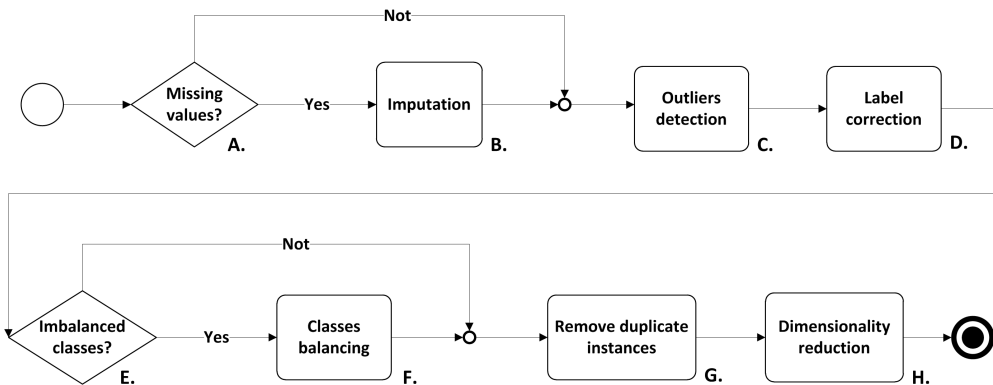 Not
Missing
values?
A.
Yes
Imputation
B.
Outliers
detection
C.
Label
correction
D.
Not
Imbalanced
classes?
E.
Yes
Classes
balancing
F.
Remove duplicate
instances
G.
Dimensionality
reduction
H.